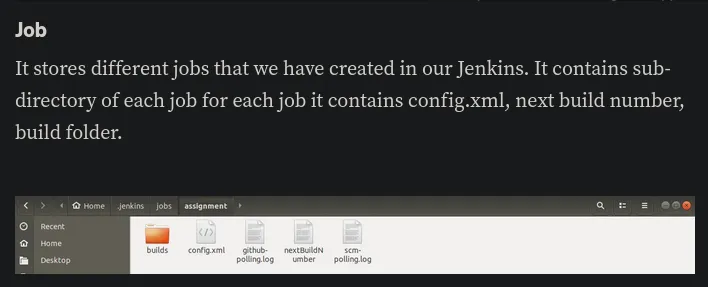 Job
It stores different jobs that we have created in our Jenkins. It contains sub-
directory of each job for each job it contains config.xml, next build number,
build folder.
Home .jenkins jobs assignment
Recent
Home
Desktop
builds config.xml github- nextBuildN scm-
polling.log umber polling.log